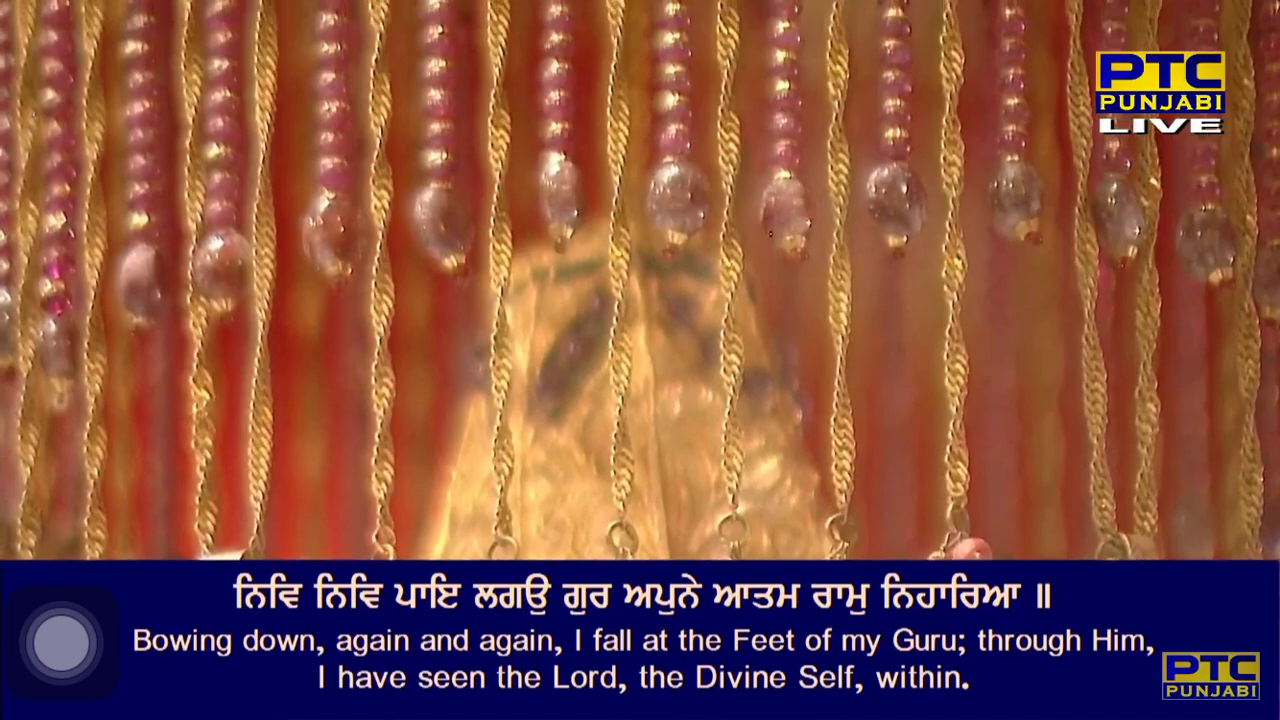 PTC
PUNJABI
LIVE
ਨਿਵਿ ਨਿਵਿ ਪਾਇ ਲਗਉ ਗੁਰ ਅਪੁਨੇ ਆਤਮ ਰਾਮੁ ਨਿਹਾਰਿਆ ॥
Bowing down, again and again, I fall at the Feet of my Guru; through Him,
I have seen the Lord, the Divine Self, within.
PTC
PUNJABI